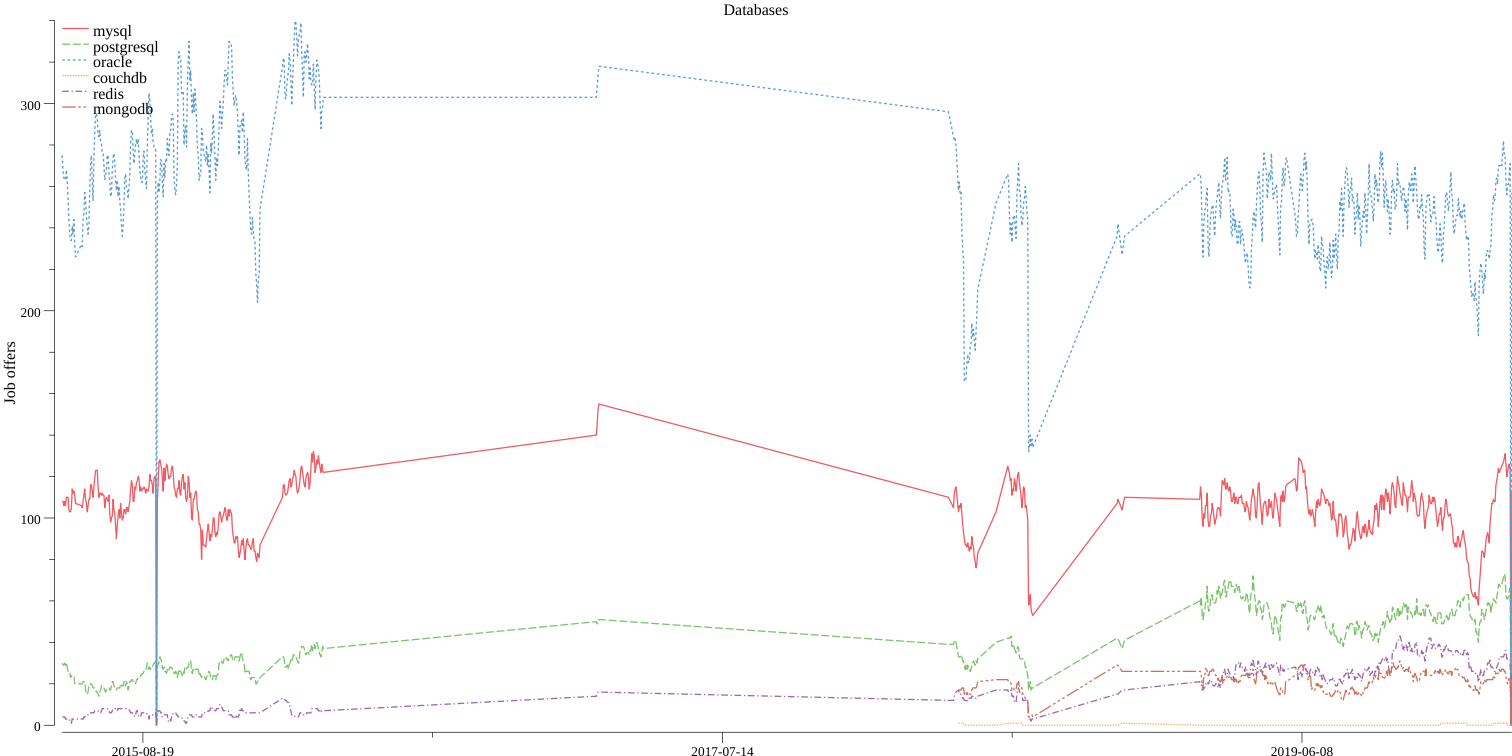 Databases
mysql
postgresql
oracle
couchdb
redis
mongodb
Job offers
300
200
100
0
2015-08-19
2017-07-14
2019-06-08